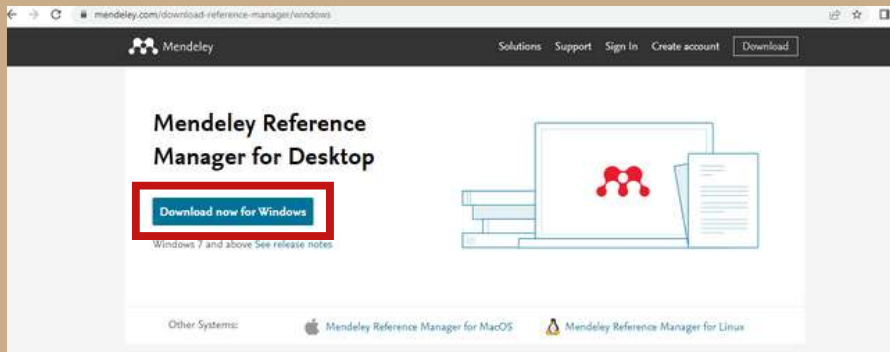 mendeley.com/download-reference-manager/windows
Mendeley Solutions Support Sign In Create account Download
Mendeley Reference
Manager for Desktop
Download now for Windows
Windows 7 and above See release notes
Other Systems: Mendeley Reference Manager for MacOS Mendeley Reference Manager for Linux